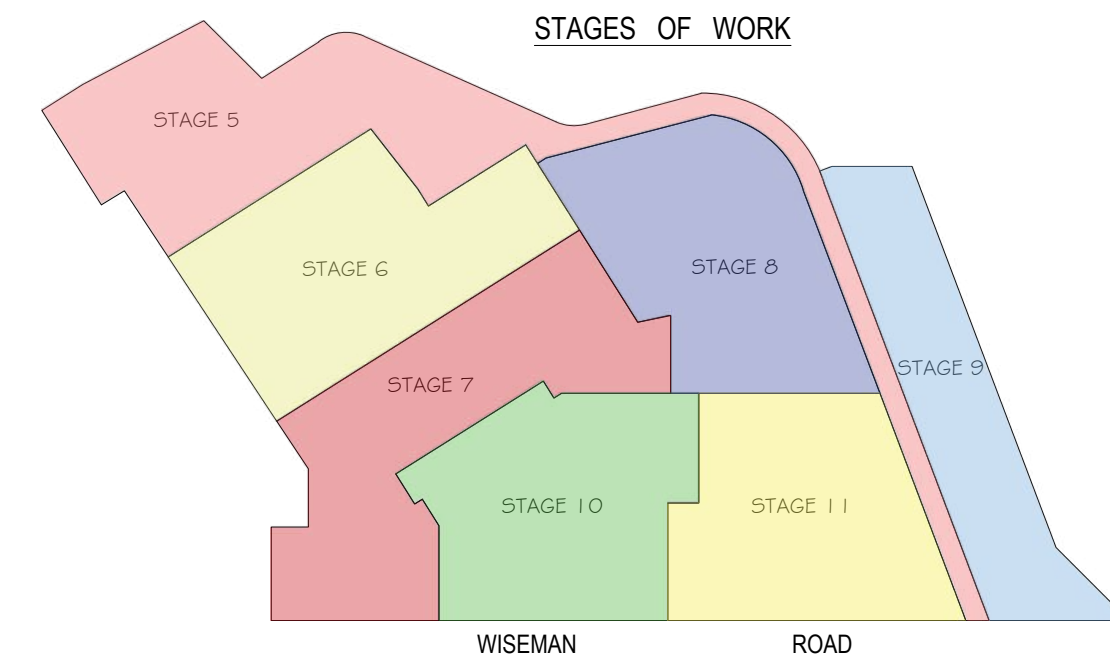 STAGES OF WORK
STAGE 5
STAGE 6
STAGE 8
STAGE 9
STAGE 7
STAGE 10
STAGE 11
WISEMAN ROAD